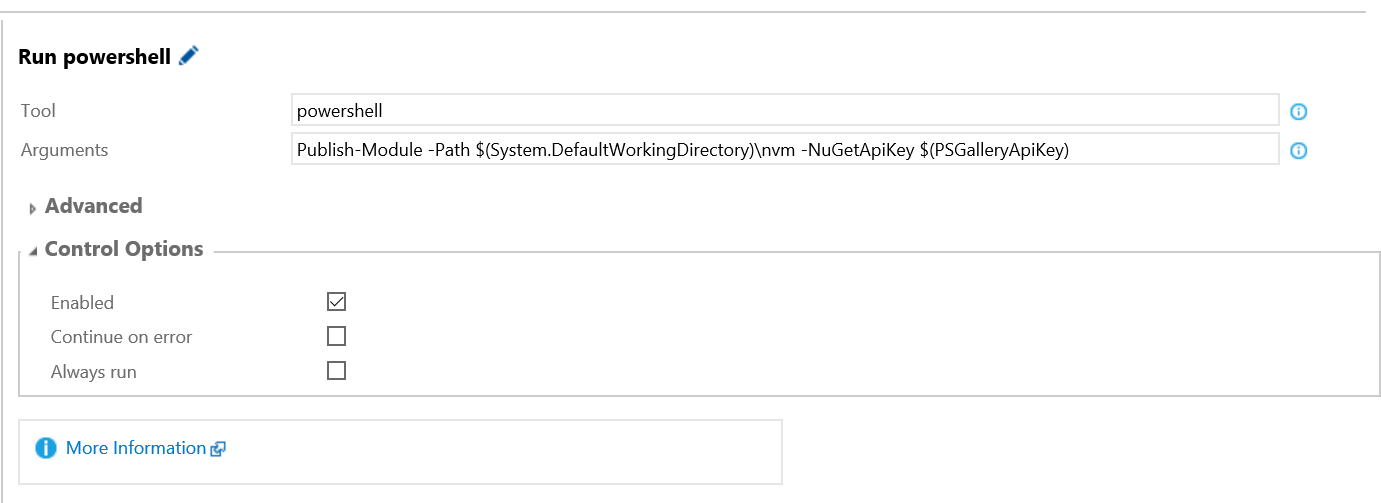 Run powershell
Tool powershell
Arguments Publish-Module -Path $(System.DefaultWorkingDirectory)\nvm -NuGetApiKey $(PSGalleryApiKey)
Advanced
Control Options
Enabled
Continue on error
Always run
More Information